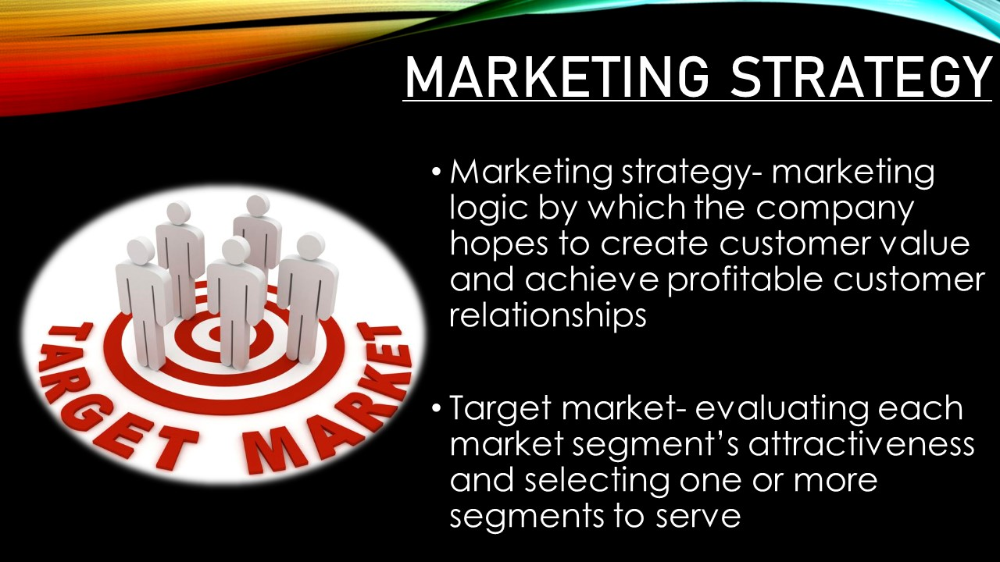 MARKETING STRATEGY
• Marketing strategy- marketing
logic by which the company
hopes to create customer value
and achieve profitable customer
relationships
• Target market- evaluating each
market segment’s attractiveness
and selecting one or more
segments to serve
TARGET MARKET